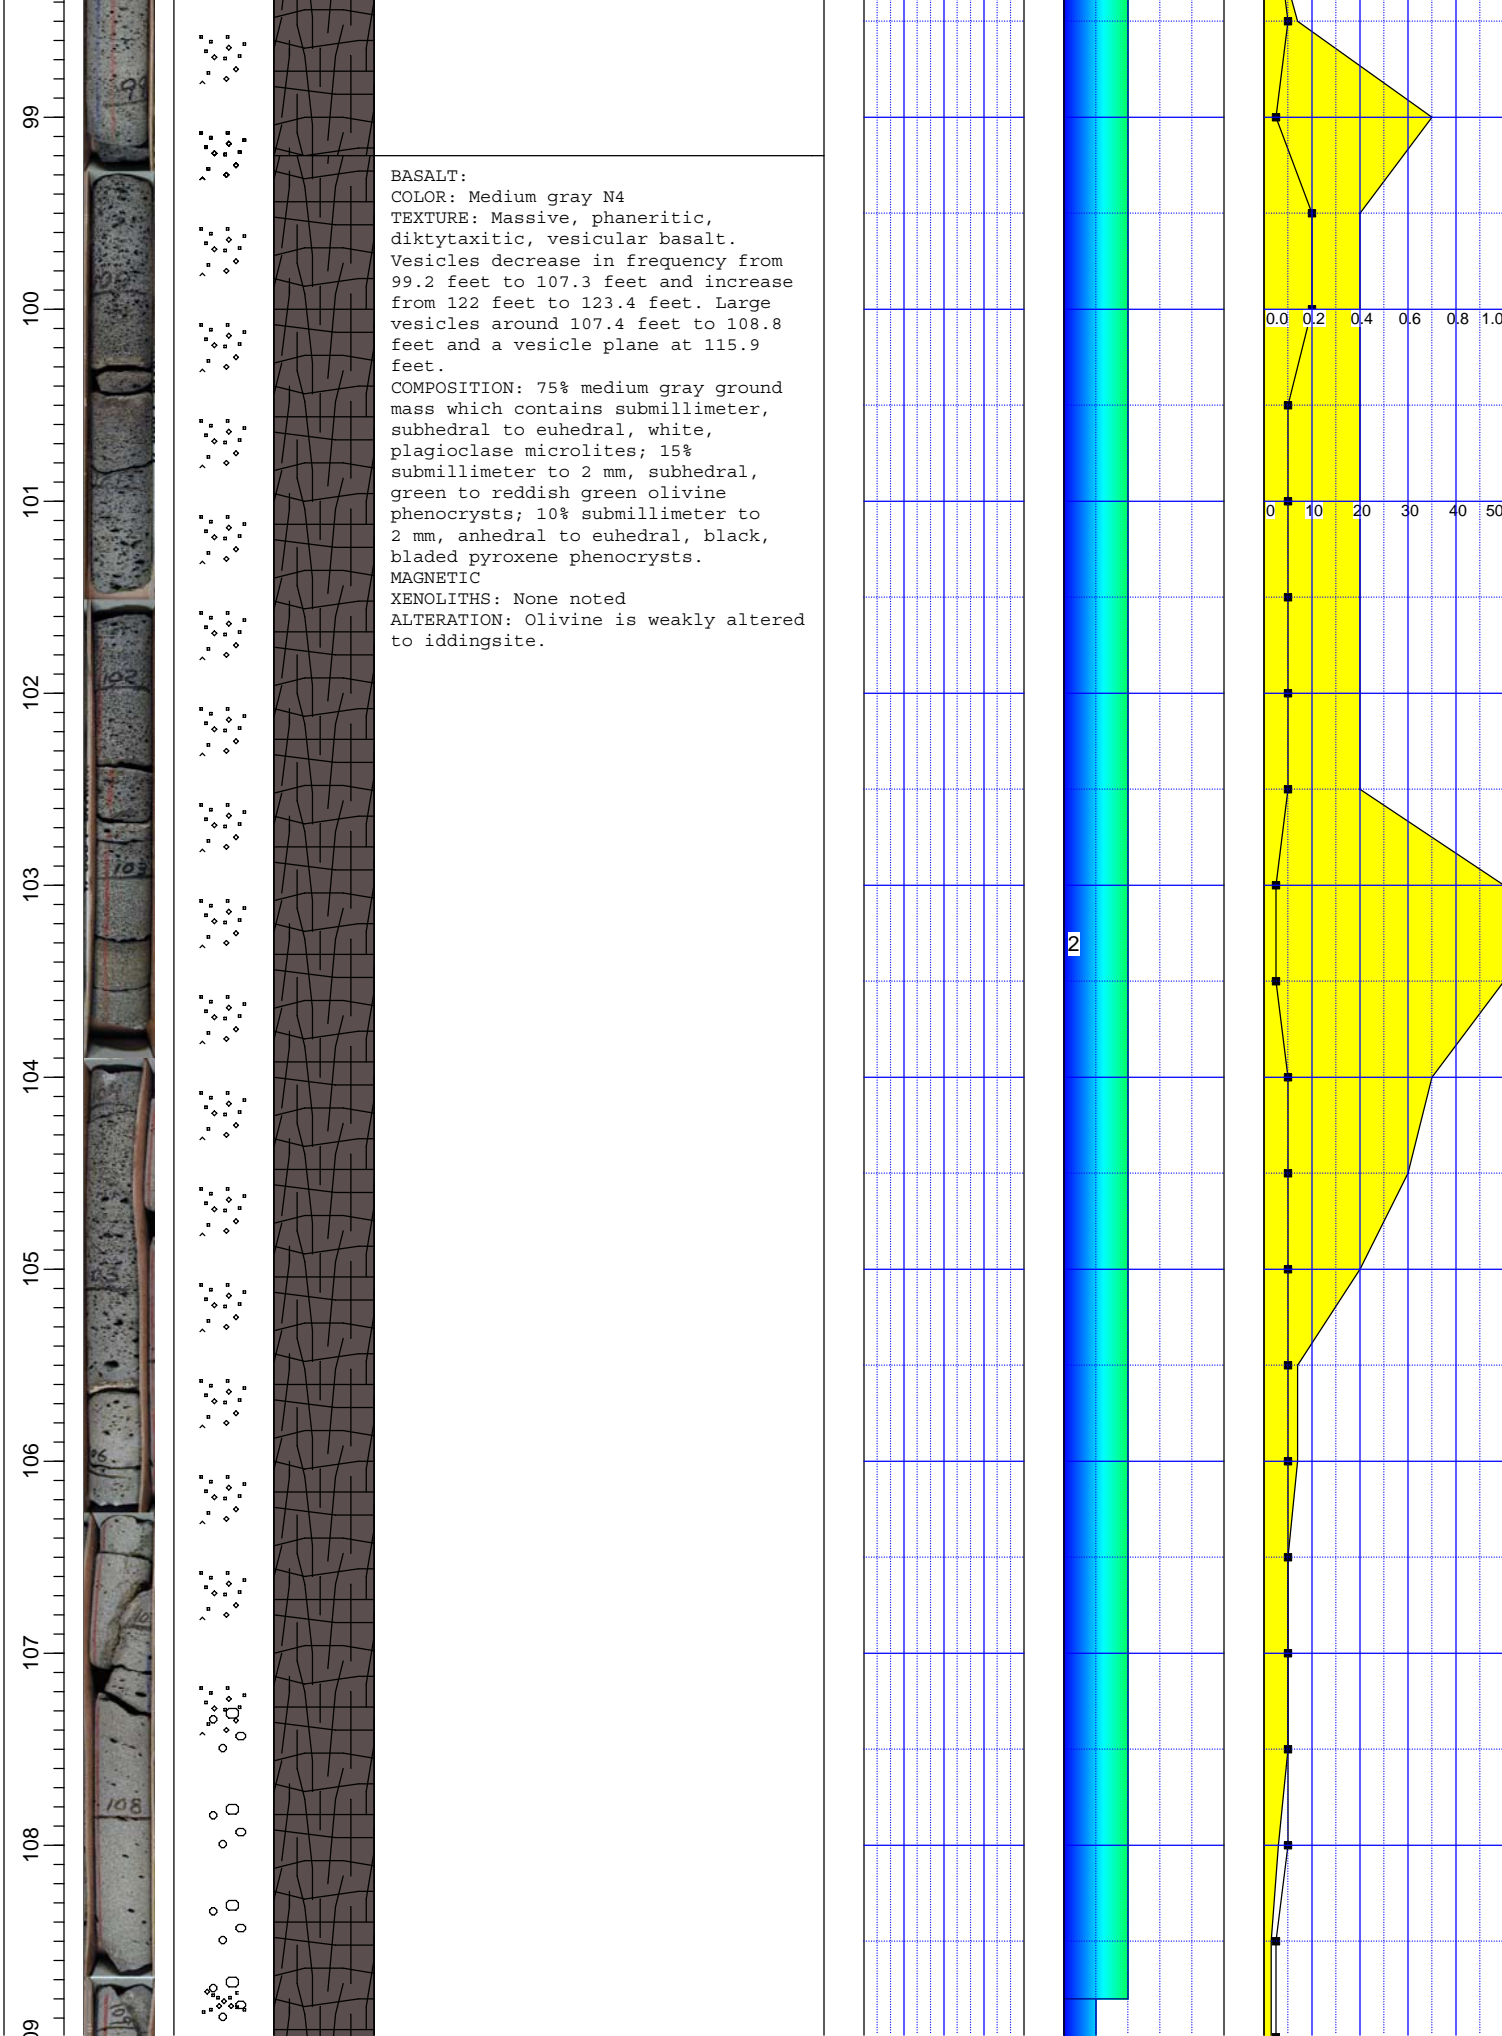 99
BASALT:
COLOR: Medium gray N4
TEXTURE: Massive, phaneritic,
diktytaxitic, vesicular basalt.
Vesicles decrease in frequency from
99.2 feet to 107.3 feet and increase
from 122 feet to 123.4 feet. Large
vesicles around 107.4 feet to 108.8
feet and a vesicle plane at 115.9
feet.
COMPOSITION: 75% medium gray ground
mass which contains submillimeter,
subhedral to euhedral, white,
plagioclase microlites; 15%
submillimeter to 2 mm, subhedral,
green to reddish green olivine
phenocrysts; 10% submillimeter to
2 mm, anhedral to euhedral, black,
bladed pyroxene phenocrysts.
MAGNETIC
XENOLITHS: None noted
ALTERATION: Olivine is weakly altered
to iddingsite.
99
100
0.0 0.2 0.4 0.6 0.8 1.0
101
0 10 20 30 40 50
102
102
103
103
2
104
105
106
107
108
108